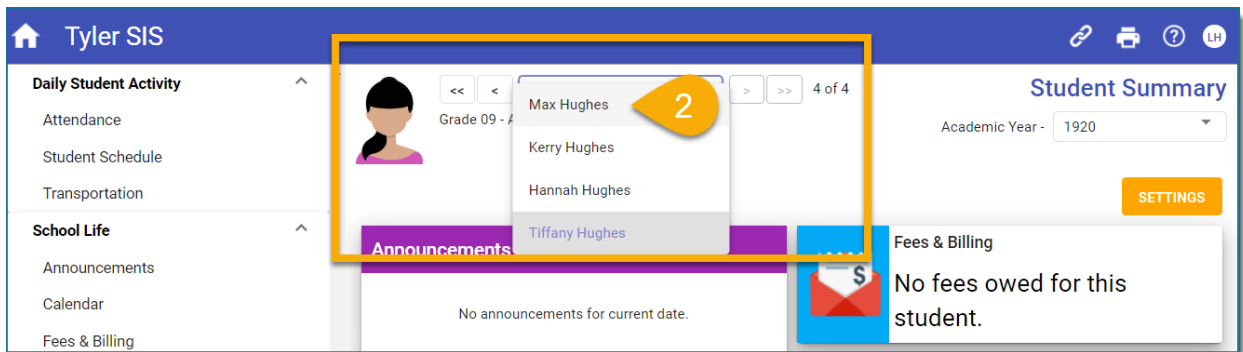 Tyler SIS
LH
Daily Student Activity
Attendance
Student Schedule
Transportation
School Life
Announcements
Calendar
Fees & Billing
<< < > >> 4 of 4
Grade 09 - A
Max Hughes
2
Kerry Hughes
Hannah Hughes
Tiffany Hughes
Student Summary
Academic Year - 1920
SETTINGS
Announcements
No announcements for current date.
$
Fees & Billing
No fees owed for this
student.